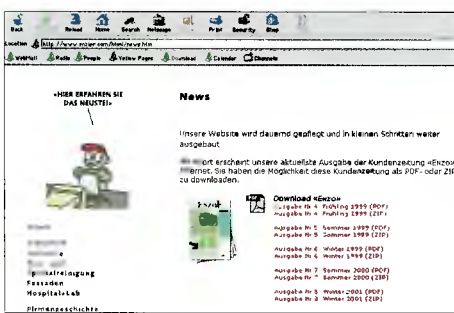 Back Reload Home Search Netscape Print Security Stop
Location http://www.maier.com/html/news.htm
WebMail Radio People Yellow Pages Download Calendar Channels
«HIER ERFAHREN SIE
DAS NEUSTE!»
News
Unsere Website wird dauernd gepflegt und in kleinen Schritten weiter
ausgebaut
erscheint unsere aktuellste Ausgabe der Kundenzeitung «Enzo»
Sie haben die Möglichkeit diese Kundenzeitung als PDF- oder ZIP
zu downloaden.
Download «Enzo»
Ausgabe Nr 4 Frühling 1999 (PDF)
Ausgabe Nr 4 Frühling 1999 (ZIP)
Ausgabe Nr 5 Sommer 1999 (PDF)
Ausgabe Nr 5 Sommer 1999 (ZIP)
Ausgabe Nr 6 Winter 1999 (PDF)
Ausgabe Nr 6 Winter 1999 (ZIP)
Ausgabe Nr 7 Sommer 2000 (PDF)
Ausgabe Nr 7 Sommer 2000 (ZIP)
Ausgabe Nr 8 Winter 2001 (PDF)
Ausgabe Nr 8 Winter 2001 (ZIP)
Fassaden
Hospital+Lab
Firmengeschichte